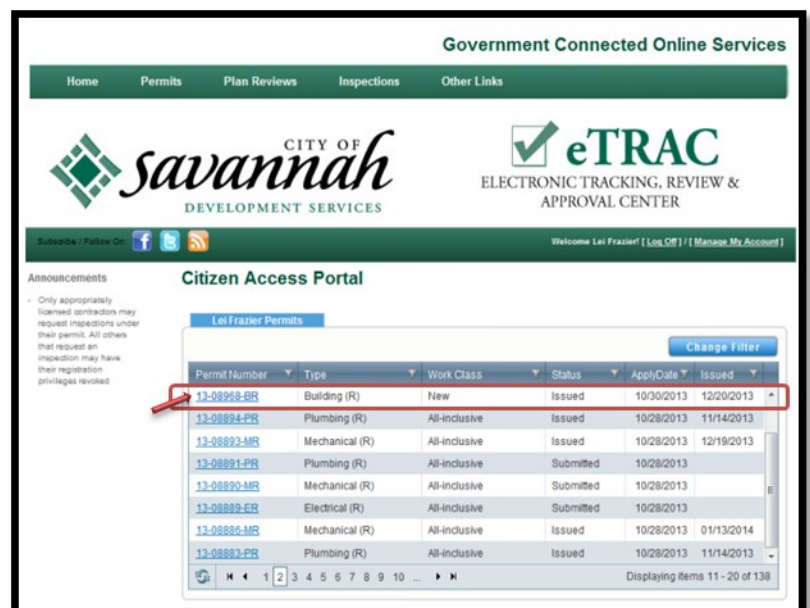 Government Connected Online Services
Home Permits Plan Reviews Inspections Other Links
CITY OF
Savannah
DEVELOPMENT SERVICES
eTRAC
ELECTRONIC TRACKING, REVIEW &
APPROVAL CENTER
Subscribe / Follow On:
Welcome Lei Frazier! [ Log Off ] / [ Manage My Account ]
Announcements
Only appropriately
licensed contractors may
request inspections under
their permit. All others
that request an
inspection may have
their registration
privileges revoked
Citizen Access Portal
Lei Frazier Permits
Change Filter
Permit Number Type Work Class Status ApplyDate Issued
13-08968-BR Building (R) New Issued 10/30/2013 12/20/2013
13-08894-PR Plumbing (R) All-inclusive Issued 10/28/2013 11/14/2013
13-08893-MR Mechanical (R) All-inclusive Issued 10/28/2013 12/19/2013
13-08891-PR Plumbing (R) All-inclusive Submitted 10/28/2013
13-08890-MR Mechanical (R) All-inclusive Submitted 10/28/2013
13-08889-ER Electrical (R) All-inclusive Submitted 10/28/2013
13-08886-MR Mechanical (R) All-inclusive Issued 10/28/2013 01/13/2014
13-08883-PR Plumbing (R) All-inclusive Issued 10/28/2013 11/14/2013
1 2 3 4 5 6 7 8 9 10 ... Displaying items 11 - 20 of 138